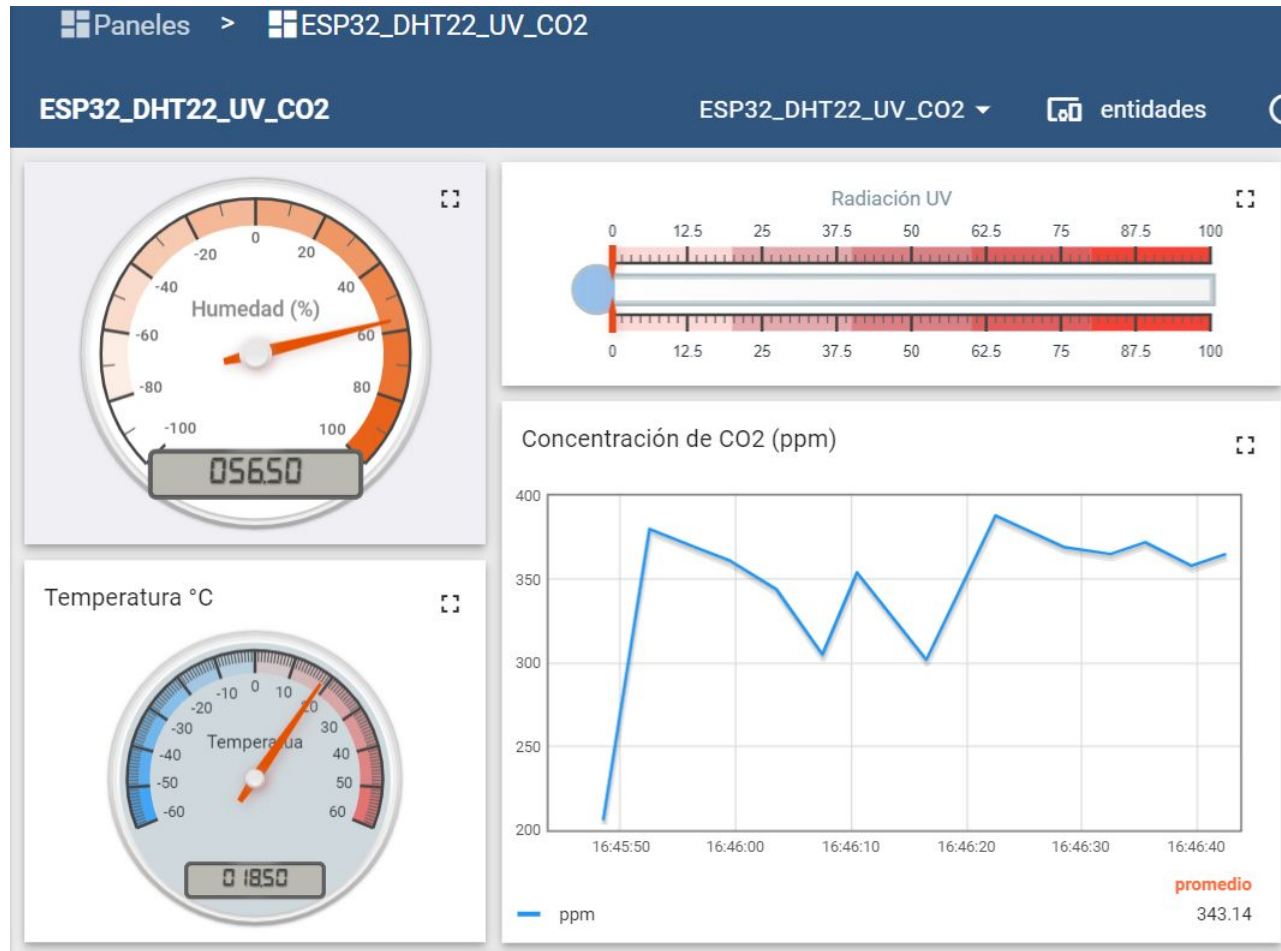 Paneles > ESP32_DHT22_UV_CO2
ESP32_DHT22_UV_CO2
ESP32_DHT22_UV_CO2 entidades
Humedad (%)
-100
-80
-60
-40
-20
0
20
40
60
80
100
056.50
Radiación UV
0 12.5 25 37.5 50 62.5 75 87.5 100
0 12.5 25 37.5 50 62.5 75 87.5 100
Temperatura °C
-60
-50
-40
-30
-20
-10
0
10
20
30
40
50
60
018.50
Concentración de CO2 (ppm)
400
350
300
250
200
16:45:50 16:46:00 16:46:10 16:46:20 16:46:30 16:46:40
promedio
ppm 343.14